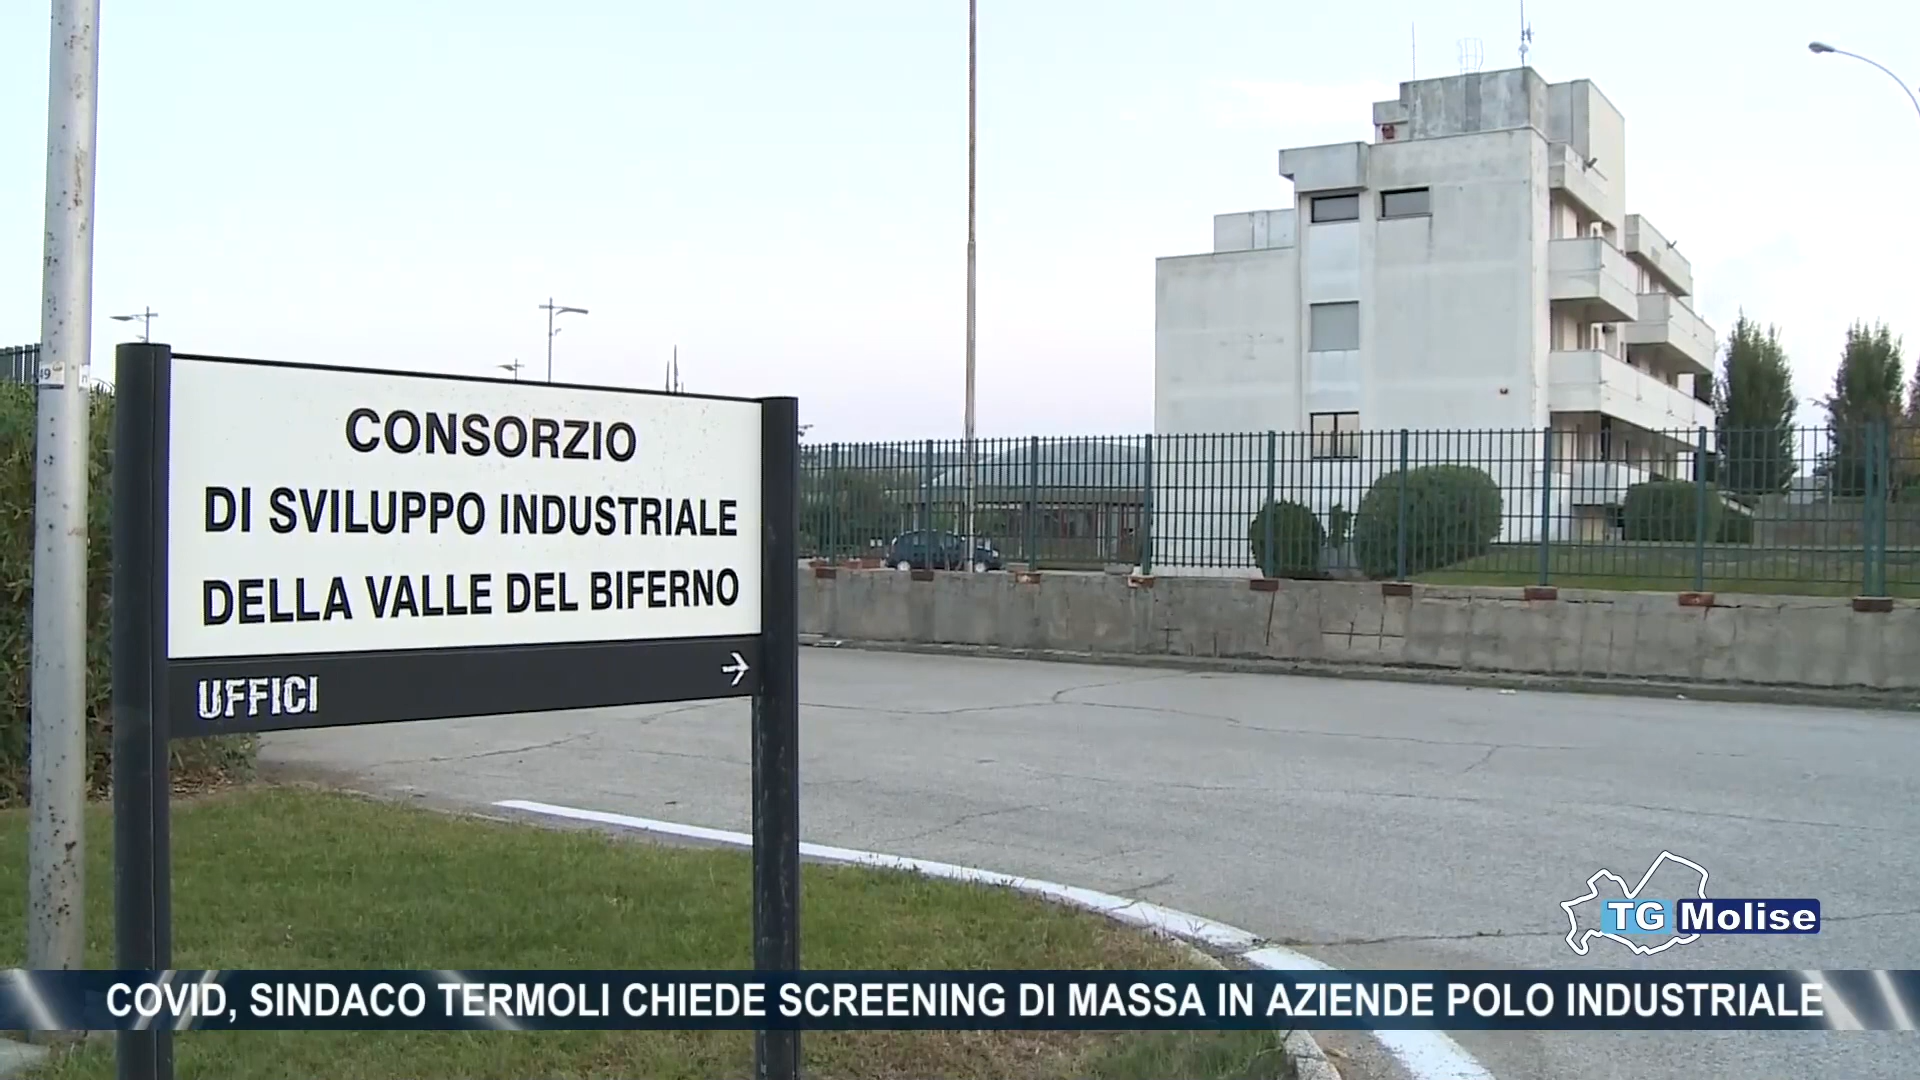 CONSORZIO
DI SVILUPPO INDUSTRIALE
DELLA VALLE DEL BIFERNO
UFFICI
TG Molise
COVID, SINDACO TERMOLI CHIEDE SCREENING DI MASSA IN AZIENDE POLO INDUSTRIALE